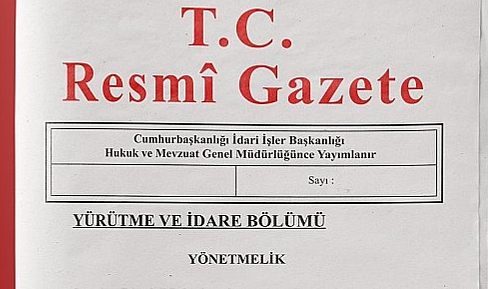 T.C.
Resmî Gazete
Cumhurbaşkanlığı İdari İşler Başkanlığı
Hukuk ve Mevzuat Genel Müdürlüğünce Yayımlanır
Sayı :
YÜRÜTME VE İDARE BÖLÜMÜ
YÖNETMELİK